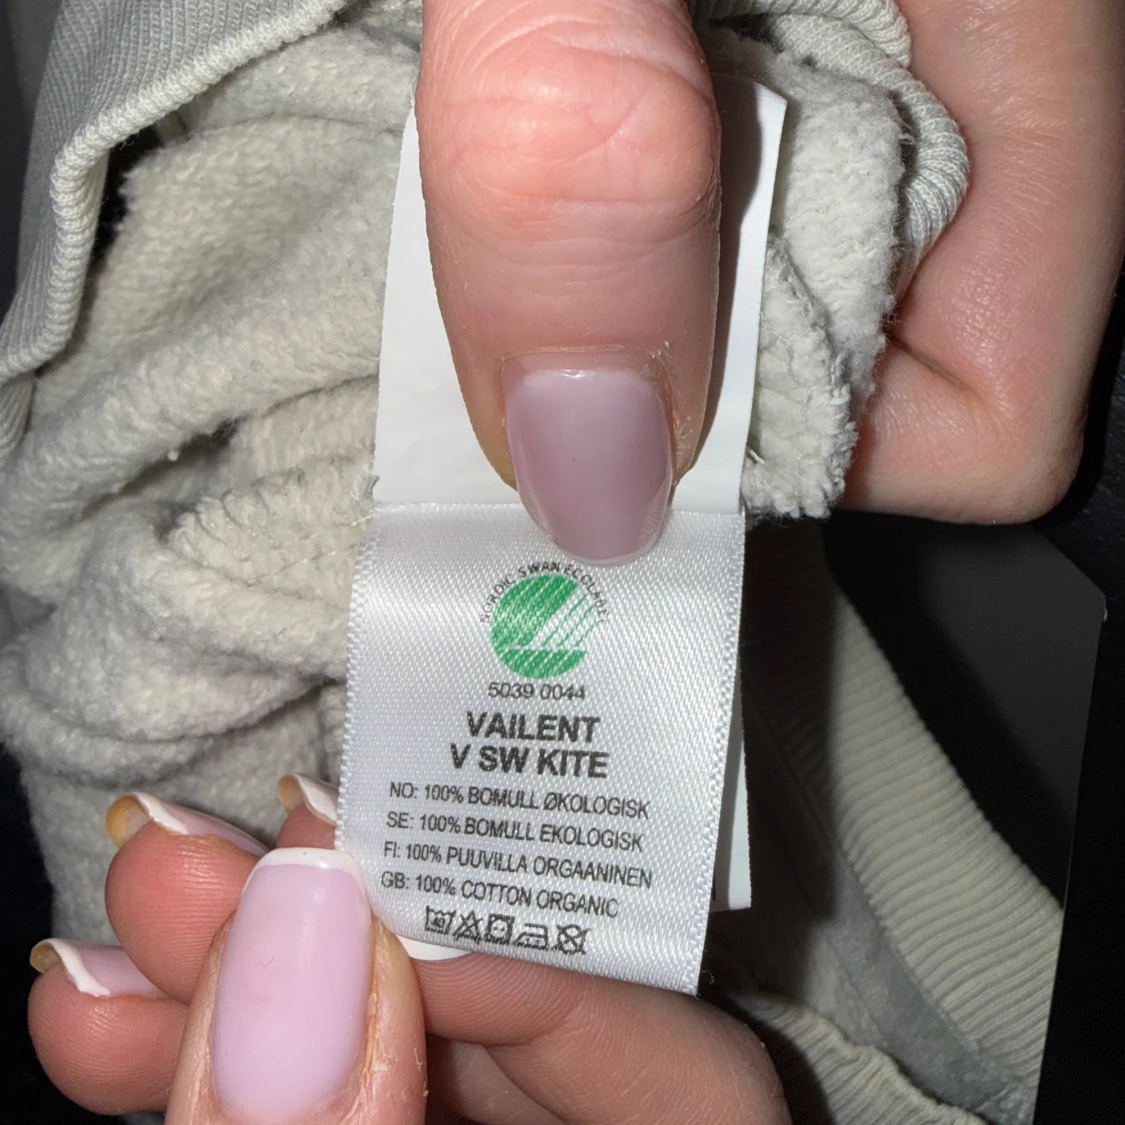 NORDIC SWAN ECOLABEL
5039 0044
VAILENT
V SW KITE
NO: 100% BOMULL ØKOLOGISK
SE: 100% BOMULL EKOLOGISK
FI: 100% PUUVILLA ORGAANINEN
GB: 100% COTTON ORGANIC
40